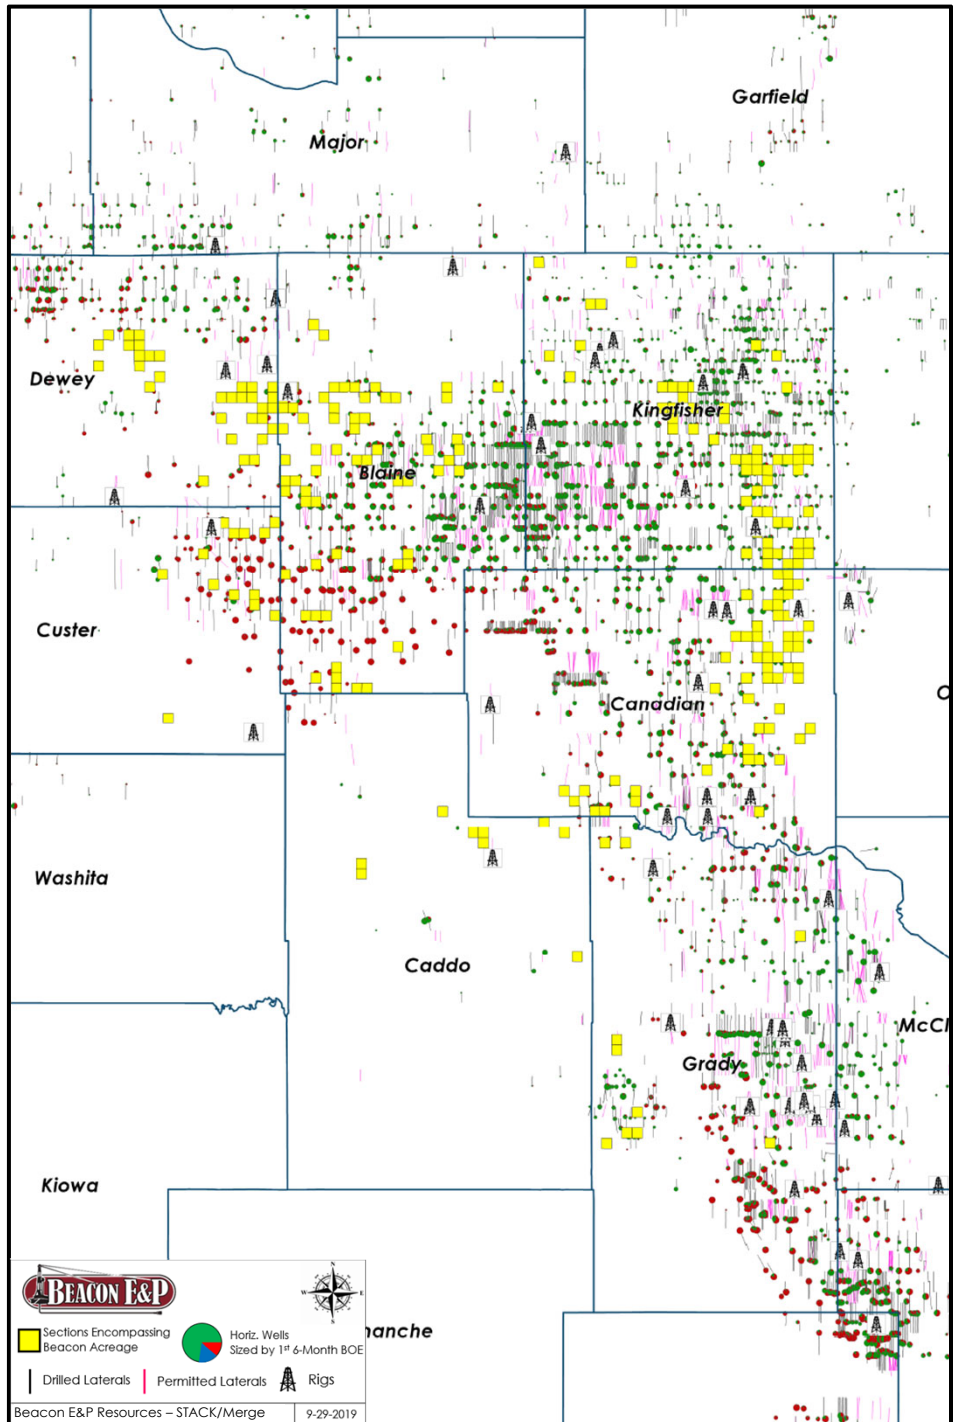 Garfield
Major
Dewey
Kingfisher
Blaine
Custer
Canadian
Washita
Caddo
McCl
Grady
Kiowa
BEACON E&P
N
W
E
S
Sections Encompassing
Beacon Acreage
Horiz. Wells
Sized by 1st 6-Month BOE
anche
Drilled Laterals
Permitted Laterals
Rigs
Beacon E&P Resources – STACK/Merge
9-29-2019